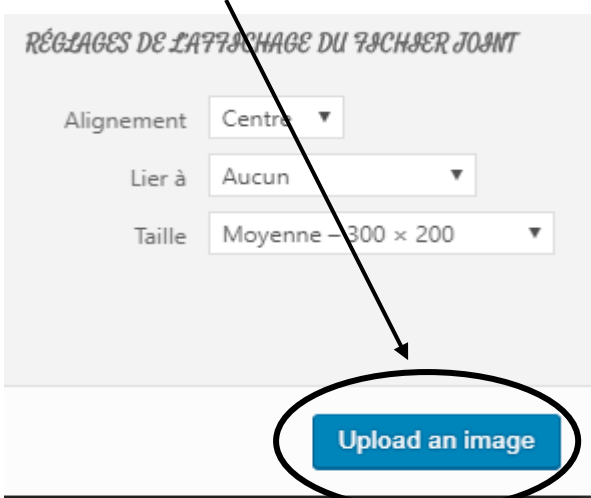 RÉGLAGES DE L'AFFICHAGE DU FICHIER JOINT
Alignement Centre
Lier à Aucun
Taille Moyenne – 300 × 200
Upload an image